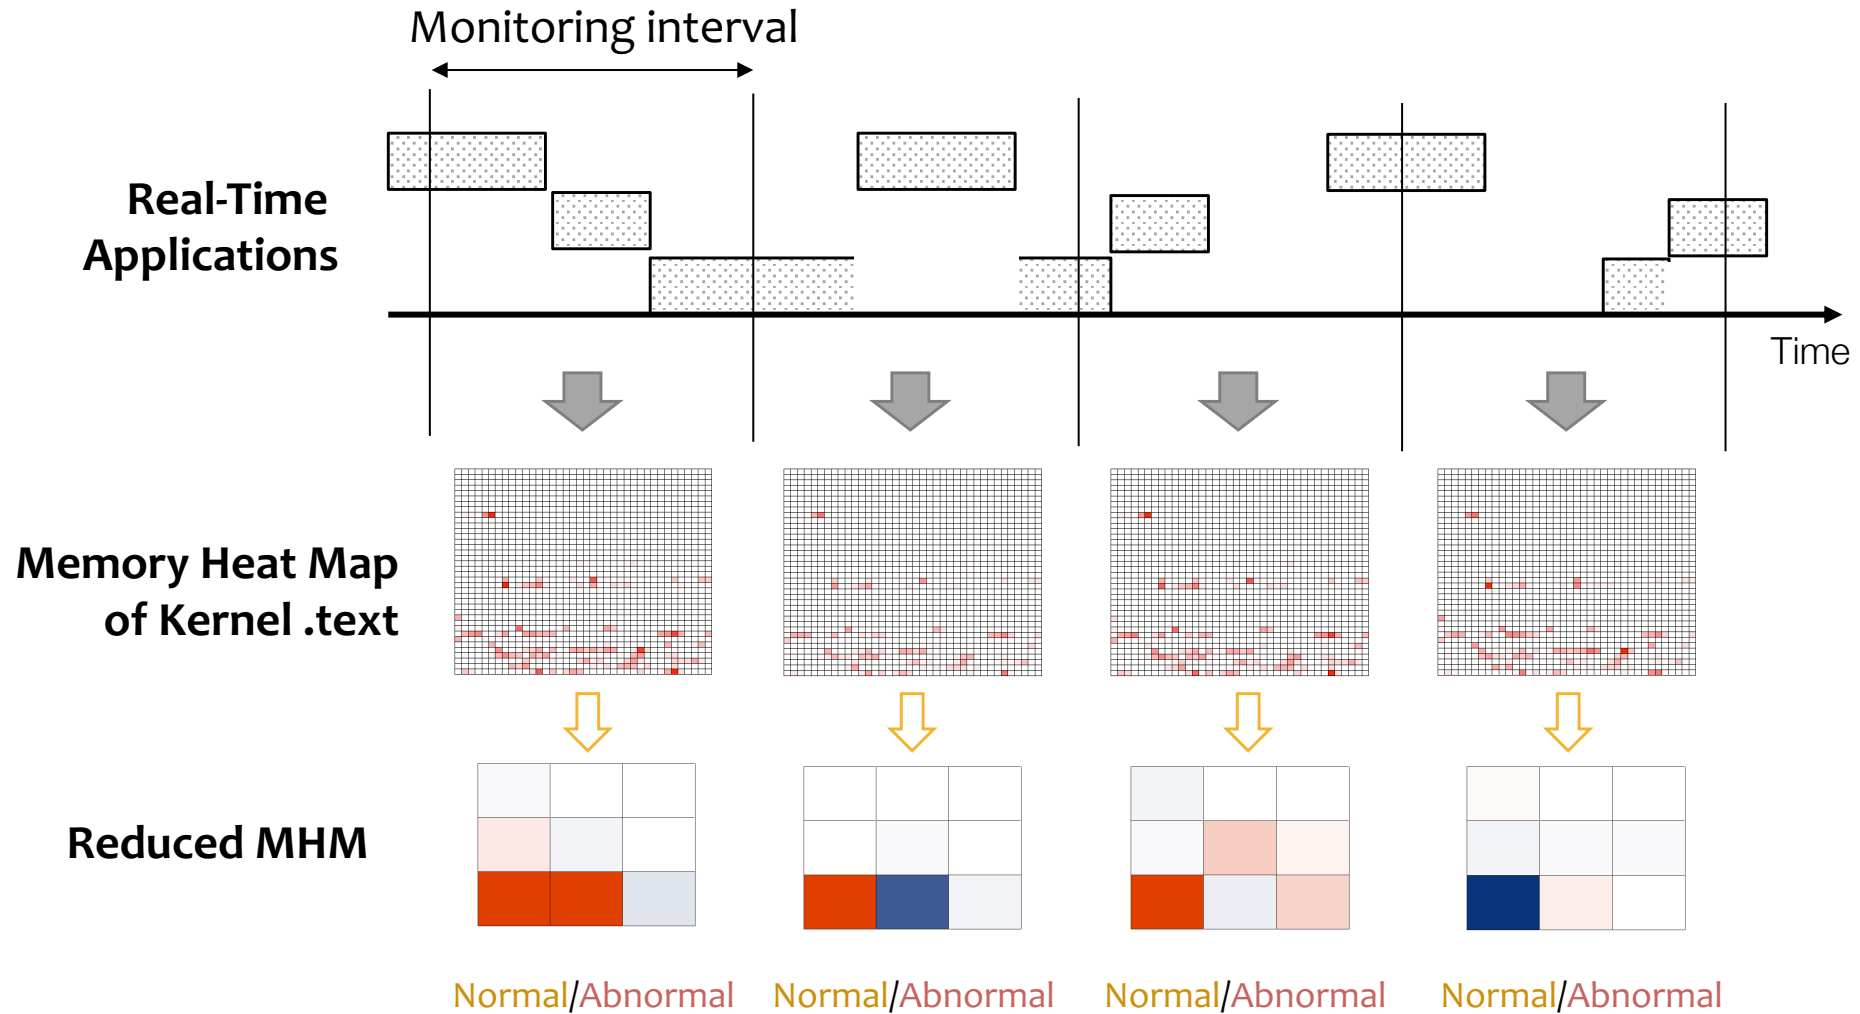 Monitoring interval
Real-Time
Applications
Time
Memory Heat Map
of Kernel .text
Reduced MHM
Normal/Abnormal
Normal/Abnormal
Normal/Abnormal
Normal/Abnormal